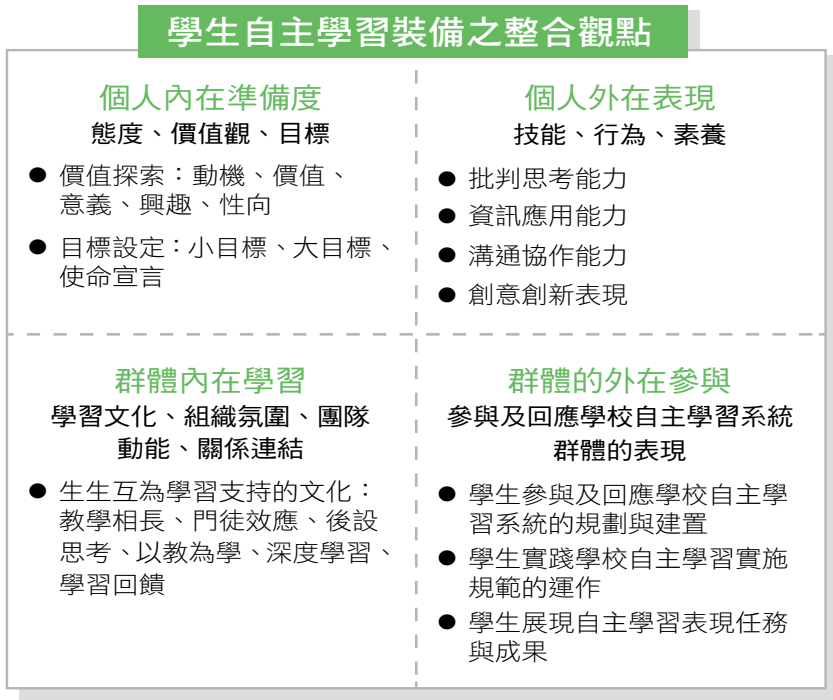 學生自主學習裝備之整合觀點
個人內在準備度
態度、價值觀、目標
● 價值探索：動機、價值、
意義、興趣、性向
● 目標設定：小目標、大目標、
使命宣言
個人外在表現
技能、行為、素養
● 批判思考能力
● 資訊應用能力
● 溝通協作能力
● 創意創新表現
群體內在學習
學習文化、組織氛圍、團隊
動能、關係連結
● 生生互為學習支持的文化：
教學相長、門徒效應、後設
思考、以教為學、深度學習、
學習回饋
群體的外在參與
參與及回應學校自主學習系統
群體的表現
● 學生參與及回應學校自主學
習系統的規劃與建置
● 學生實踐學校自主學習實施
規範的運作
● 學生展現自主學習表現任務
與成果